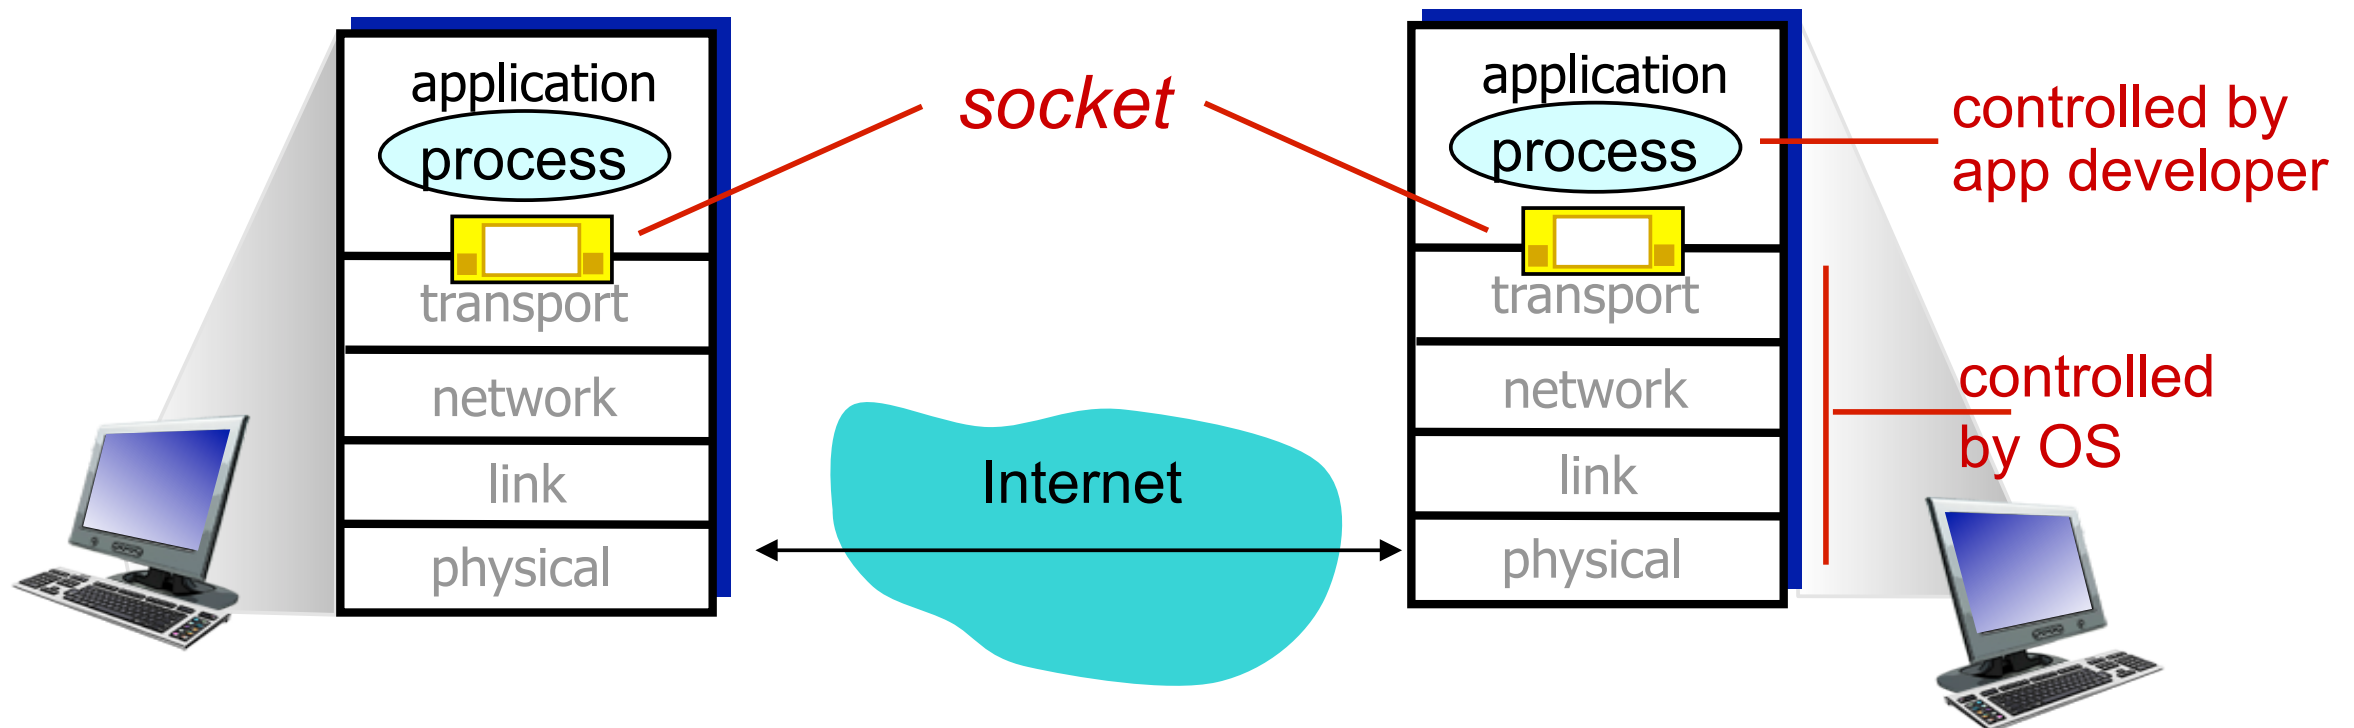 application
process
transport
network
link
physical
socket
Internet
application
process
transport
network
link
physical
controlled by
app developer
controlled
by OS